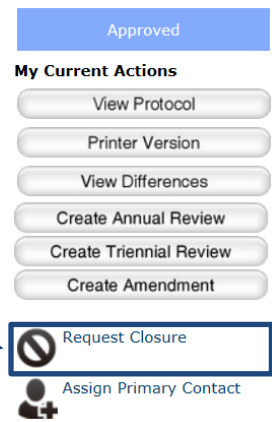 Approved
My Current Actions
View Protocol
Printer Version
View Differences
Create Annual Review
Create Triennial Review
Create Amendment
Request Closure
Assign Primary Contact